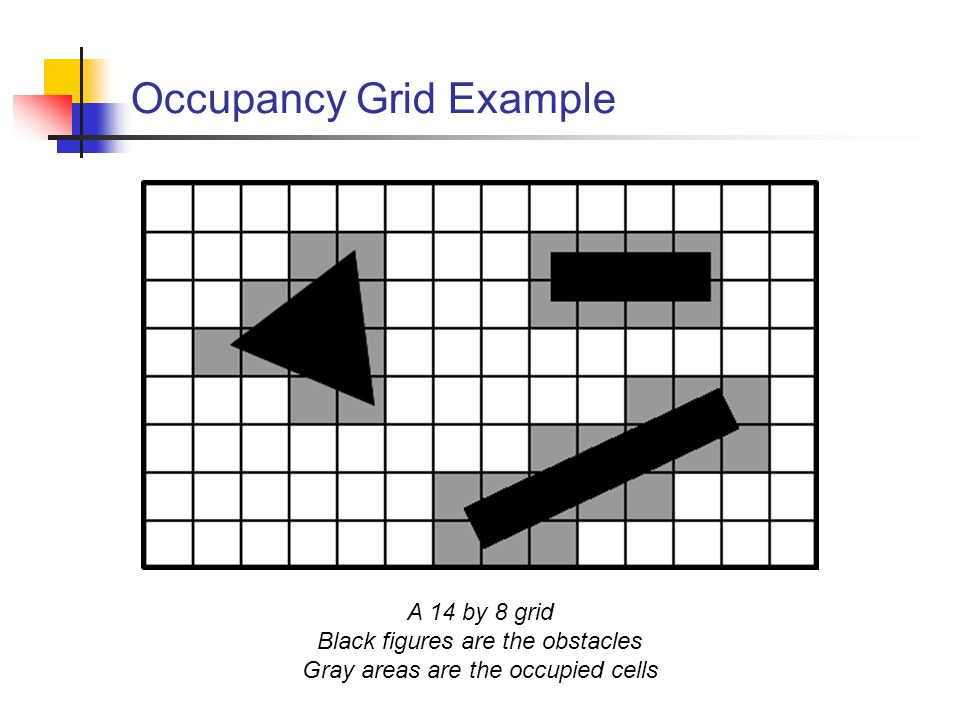 Occupancy Grid Example
A 14 by 8 grid
Black figures are the obstacles
Gray areas are the occupied cells